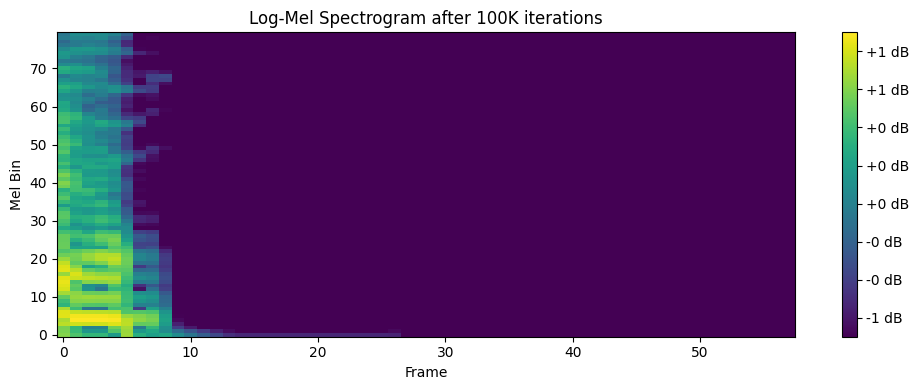 Log-Mel Spectrogram after 100K iterations
Mel Bin
70
60
50
40
30
20
10
0
0 10 20 30 40 50
Frame
+1 dB
+1 dB
+0 dB
+0 dB
+0 dB
-0 dB
-0 dB
-1 dB